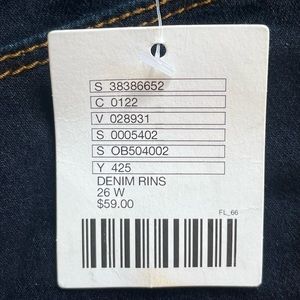 S 38386652
C 0122
V 028931
S 0005402
S OB504002
Y 425
DENIM RINS
26 W
$59.00
FL_66